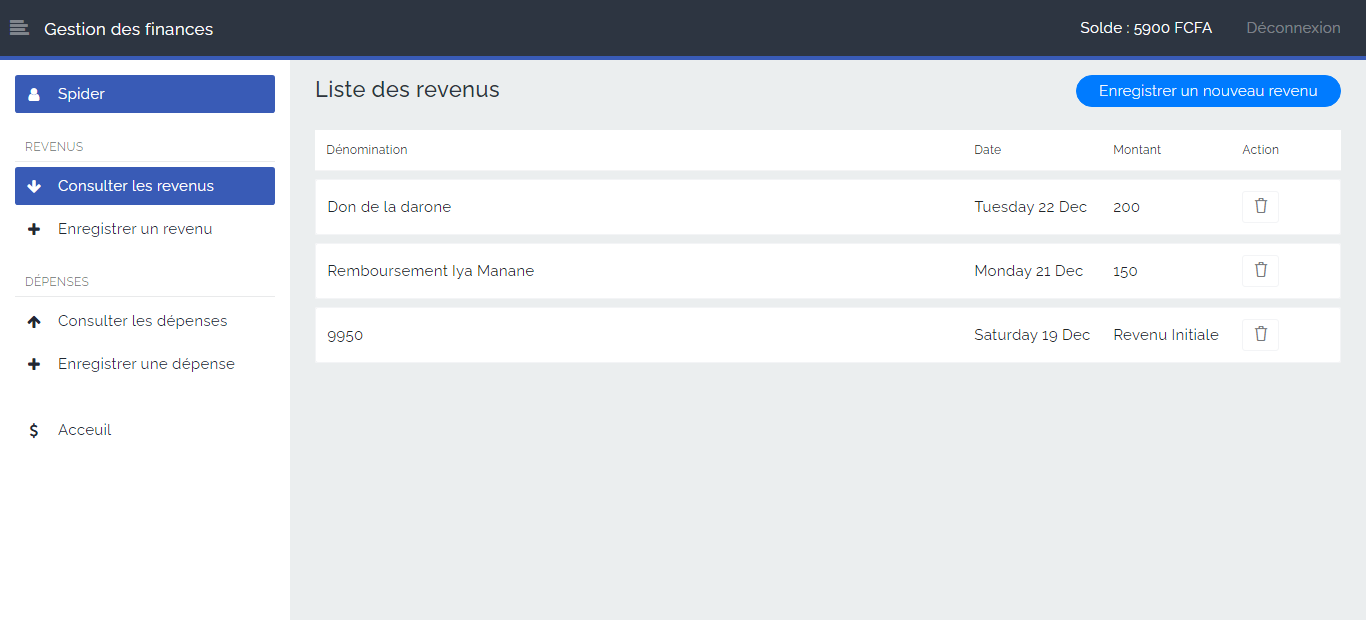 Gestion des finances
Solde : 5900 FCFA Déconnexion
Spider
REVENUS
Consulter les revenus
Enregistrer un revenu
DÉPENSES
Consulter les dépenses
Enregistrer une dépense
Acceuil
Liste des revenus
Enregistrer un nouveau revenu
Dénomination Date Montant Action
Don de la darone Tuesday 22 Dec 200
Remboursement Iya Manane Monday 21 Dec 150
9950 Saturday 19 Dec Revenu Initiale